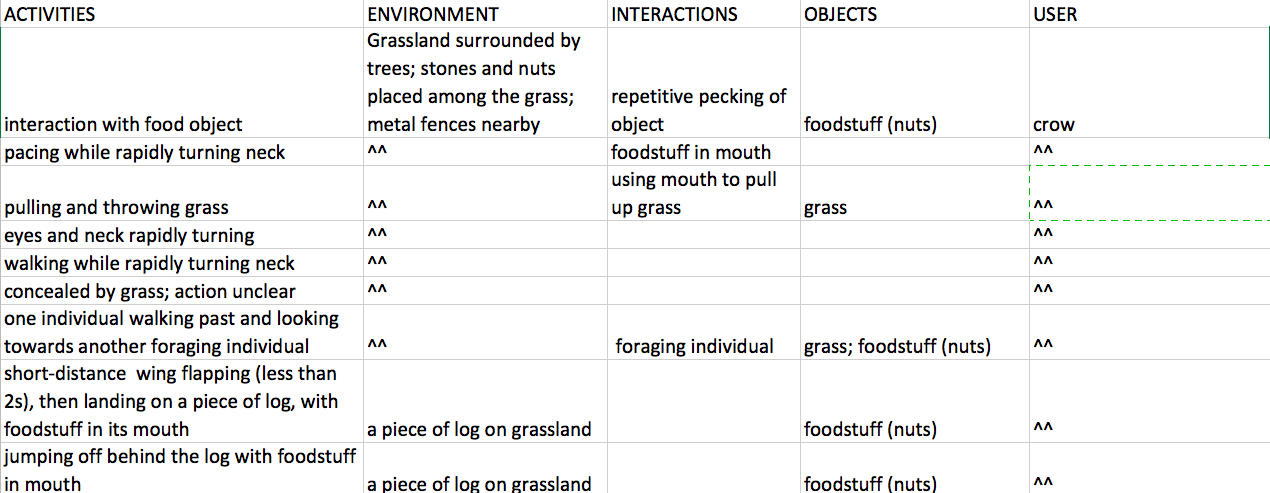 ACTIVITIES ENVIRONMENT INTERACTIONS OBJECTS USER
Grassland surrounded by
trees; stones and nuts
placed among the grass; repetitive pecking of
interaction with food object metal fences nearby object foodstuff (nuts) crow
pacing while rapidly turning neck ^^ foodstuff in mouth ^^
using mouth to pull
pulling and throwing grass ^^ up grass grass ^^
eyes and neck rapidly turning ^^ ^^
walking while rapidly turning neck ^^ ^^
concealed by grass; action unclear ^^ ^^
one individual walking past and looking
towards another foraging individual ^^ foraging individual grass; foodstuff (nuts) ^^
short-distance  wing flapping (less than
2s), then landing on a piece of log, with
foodstuff in its mouth a piece of log on grassland foodstuff (nuts) ^^
jumping off behind the log with foodstuff
in mouth a piece of log on grassland foodstuff (nuts) ^^